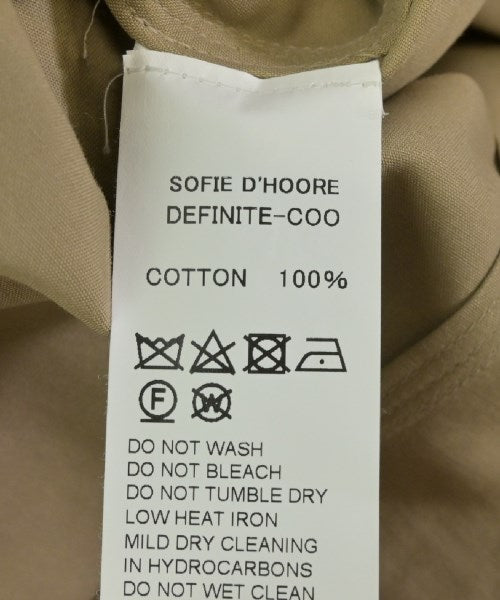 SOFIE D'HOORE
DEFINITE-COO
COTTON 100%
F W
DO NOT WASH
DO NOT BLEACH
DO NOT TUMBLE DRY
LOW HEAT IRON
MILD DRY CLEANING
IN HYDROCARBONS
DO NOT WET CLEAN